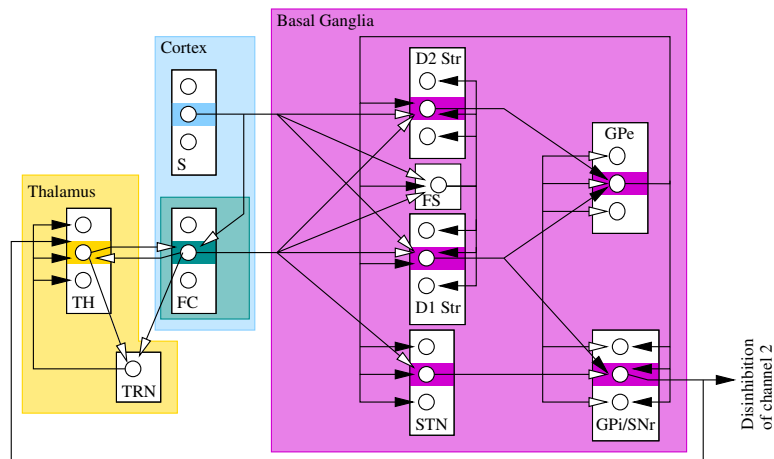 Basal Ganglia
Cortex
D2 Str
S
GPe
FS
Thalamus
TH
FC
D1 Str
TRN
STN
GPi/SNr
Disinhibition
of channel 2